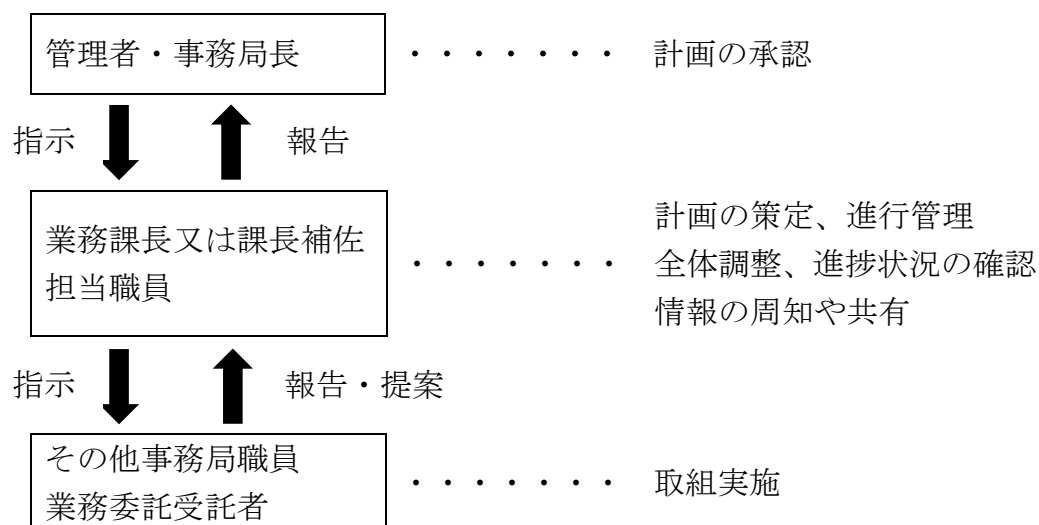 管理者・事務局長 ・・・・・・・ 計画の承認
指示 報告
業務課長又は課長補佐
担当職員
・・・・・・・
計画の策定、進行管理
全体調整、進捗状況の確認
情報の周知や共有
指示 報告・提案
その他事務局職員
業務委託受託者
・・・・・・・ 取組実施